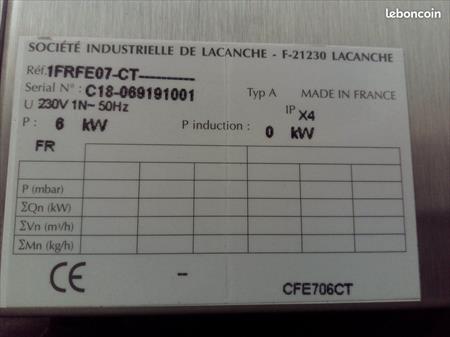 leboncoin
SOCIÉTÉ INDUSTRIELLE DE LACANCHE - F-21230 LACANCHE
Réf.1FRFE07-CT----------
Serial N° : C18-069191001 Typ A MADE IN FRANCE
U 230V 1N~ 50Hz IP X4
P : 6 kW P induction : 0 kW
FR
P (mbar)
ΣQn (kW)
ΣVn (m³/h)
ΣMn (kg/h)
CE - CFE706CT